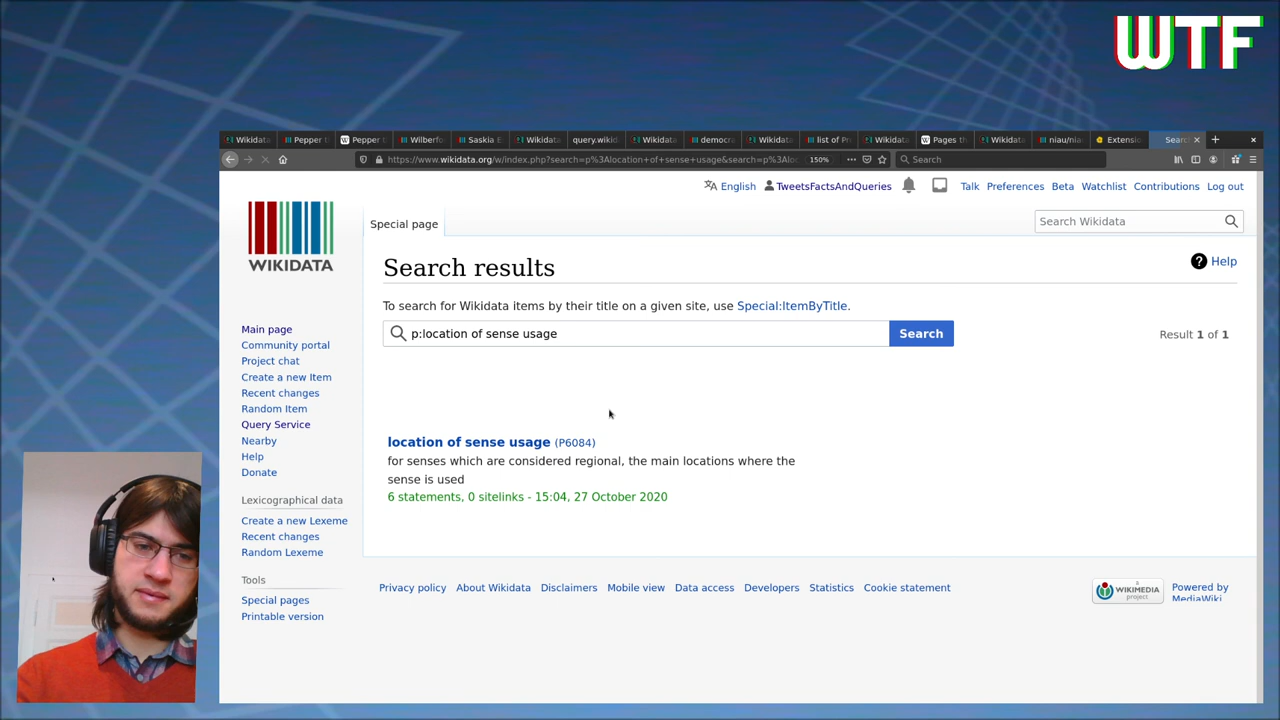 WTF
Wikidata
Pepper
Pepper
Wilberfo
Saskia E
Wikidata
query.wikid
Wikidata
democra
Wikidata
list of Pr
Wikidata
Pages th
Wikidata
niau/nia
Extensi
Searc
https://www.wikidata.org/w/index.php?search=p%3Alocation+of+sense+usage&search=p%3Alo
150%
Search
English
TweetsFactsAndQueries
Talk
Preferences
Beta
Watchlist
Contributions
Log out
Special page
Search Wikidata
WIKIDATA
Search results
Help
To search for Wikidata items by their title on a given site, use Special:ItemByTitle.
p:location of sense usage
Search
Result 1 of 1
Main page
Community portal
Project chat
Create a new Item
Recent changes
Random Item
Query Service
Nearby
Help
Donate
Lexicographical data
Create a new Lexeme
Recent changes
Random Lexeme
Tools
Special pages
Printable version
location of sense usage (P6084)
for senses which are considered regional, the main locations where the
sense is used
6 statements, 0 sitelinks - 15:04, 27 October 2020
Privacy policy
About Wikidata
Disclaimers
Mobile view
Data access
Developers
Statistics
Cookie statement
a
WIKIMEDIA
project
Powered by
MediaWiki